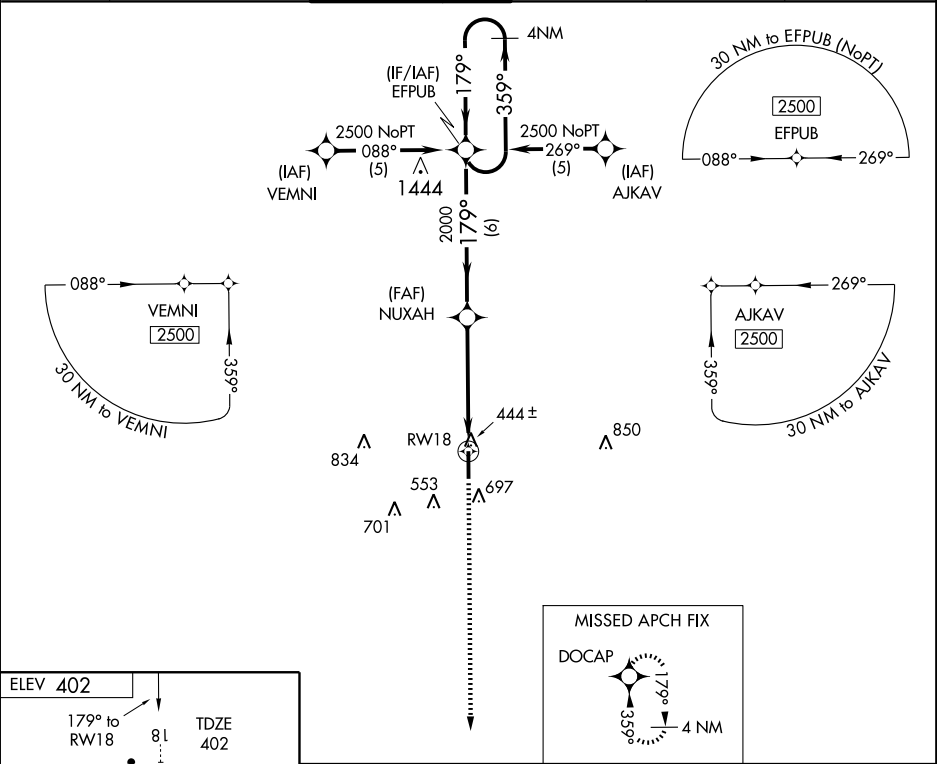 4NM
30 NM to EFPUB (NoPT)
(IF/IAF)
EFPUB
179°
359°
2500
EFPUB
088°
269°
2500 NoPT
088°
(5)
(IAF)
VEMNI
1444
2500 NoPT
269°
(5)
(IAF)
AJKAV
2000
179°
(6)
088°
VEMNI
2500
359°
30 NM to VEMNI
(FAF)
NUXAH
269°
AJKAV
2500
359°
30 NM to AJKAV
444 ±
RW18
834
850
553
697
701
MISSED APCH FIX
DOCAP
179°
359°
4 NM
ELEV 402
179° to
RW18
18
TDZE
402